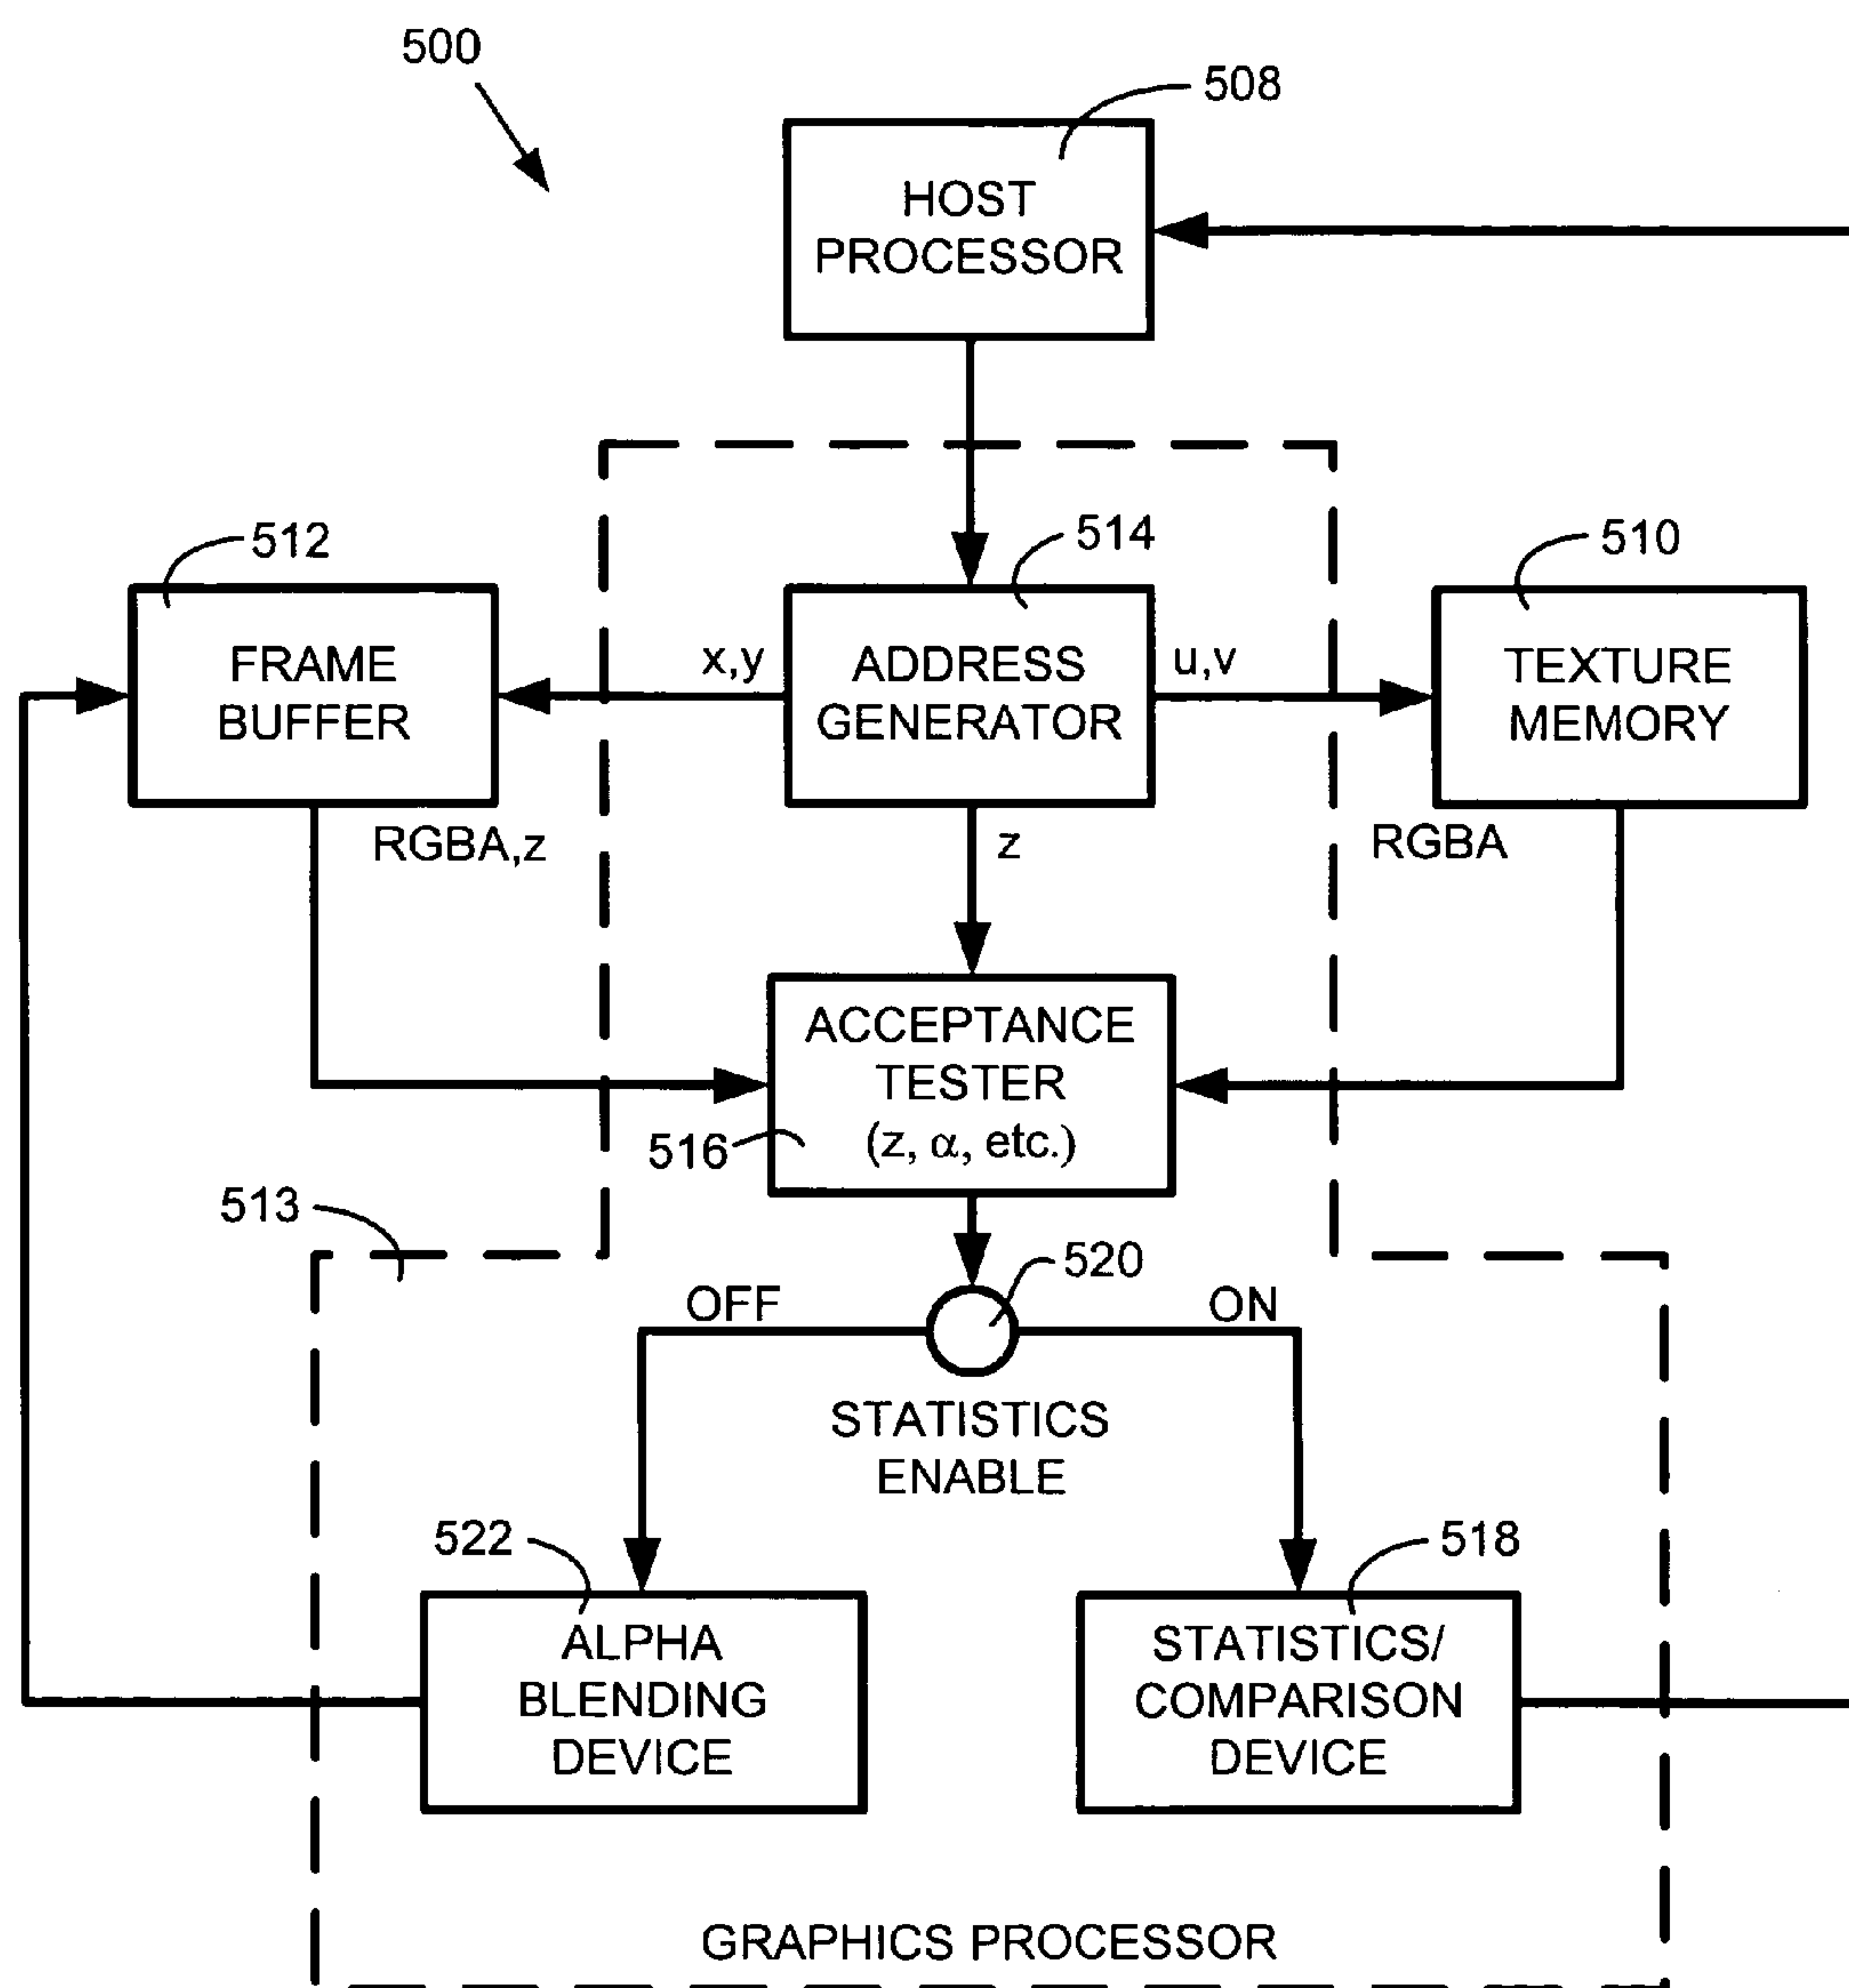 500
508
HOST
PROCESSOR
512
514
510
FRAME
BUFFER
x,y
ADDRESS
GENERATOR
u,v
TEXTURE
MEMORY
RGBA,z
z
RGBA
ACCEPTANCE
TESTER
(z, α, etc.)
516
513
520
OFF
ON
STATISTICS
ENABLE
522
518
ALPHA
BLENDING
DEVICE
STATISTICS/
COMPARISON
DEVICE
GRAPHICS PROCESSOR